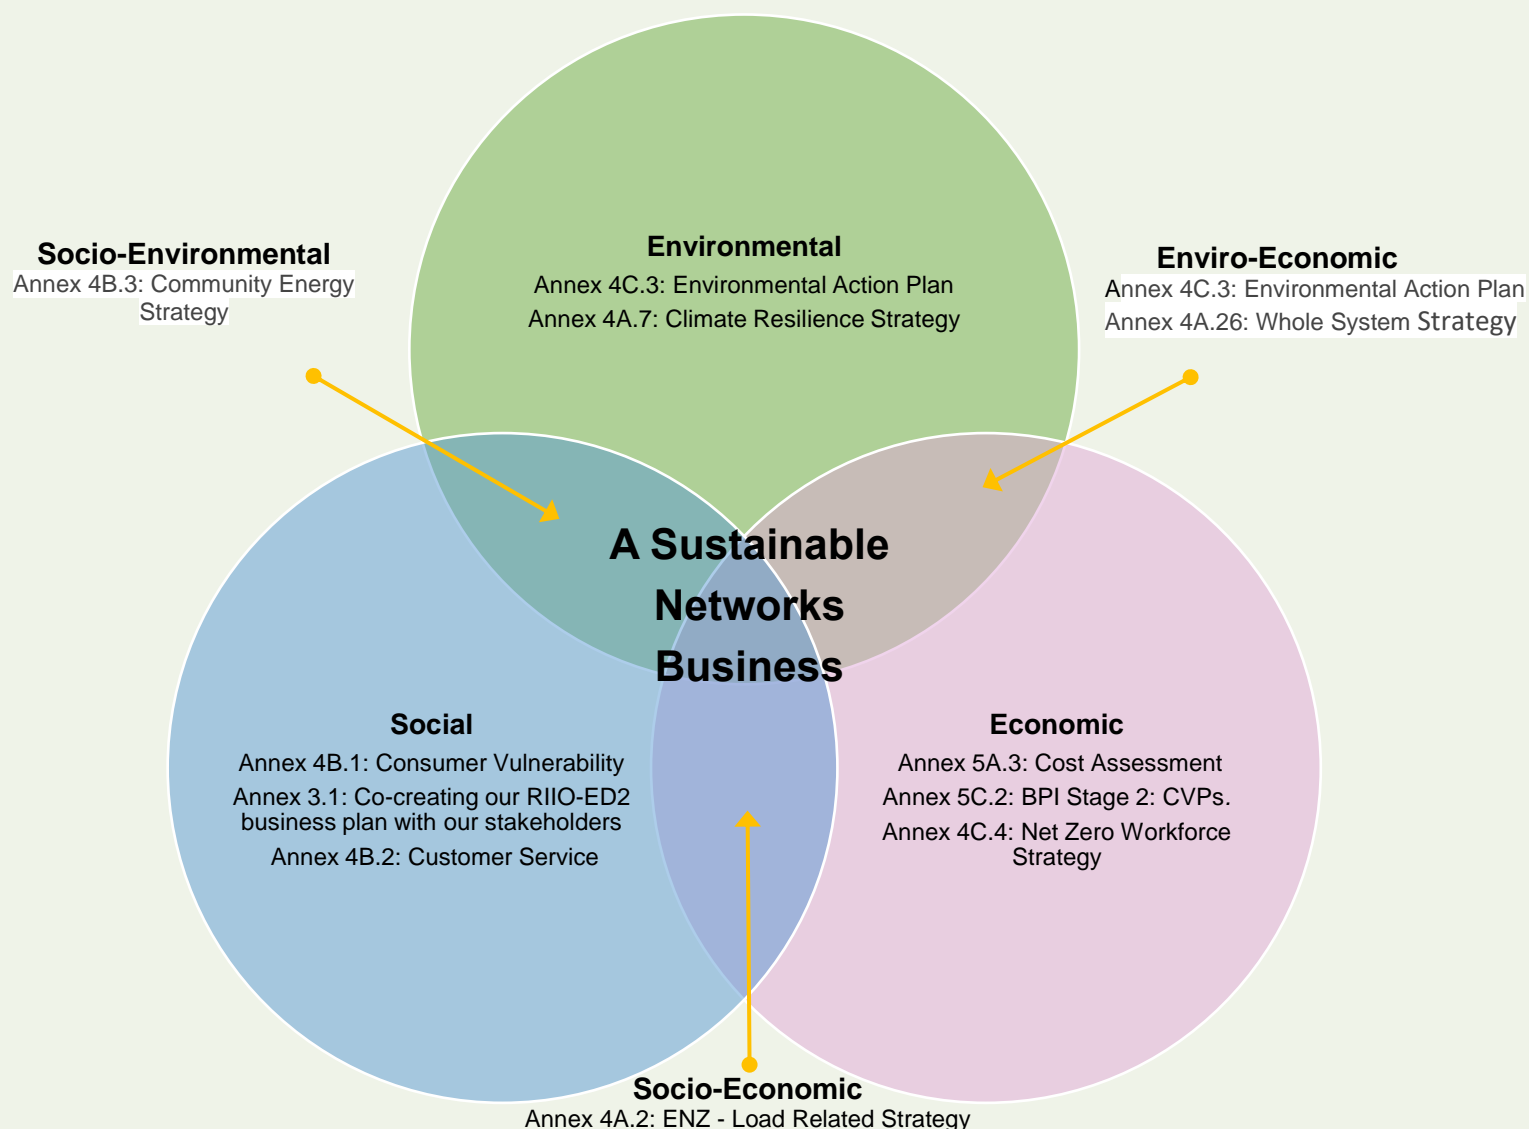 Environmental
Annex 4C.3: Environmental Action Plan
Annex 4A.7: Climate Resilience Strategy
Socio-Environmental
Annex 4B.3: Community Energy
Strategy
Enviro-Economic
Annex 4C.3: Environmental Action Plan
Annex 4A.26: Whole System Strategy
A Sustainable
Networks
Business
Social
Annex 4B.1: Consumer Vulnerability
Annex 3.1: Co-creating our RIIO-ED2
business plan with our stakeholders
Annex 4B.2: Customer Service
Economic
Annex 5A.3: Cost Assessment
Annex 5C.2: BPI Stage 2: CVPs.
Annex 4C.4: Net Zero Workforce
Strategy
Socio-Economic
Annex 4A.2: ENZ - Load Related Strategy